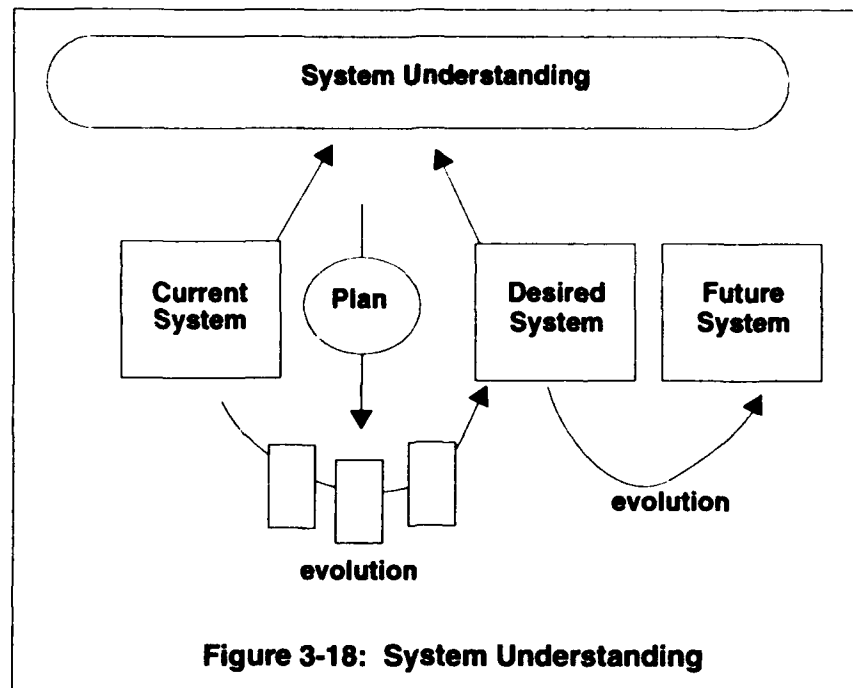 System Understanding
Current
System
Plan
Desired
System
Future
System
evolution
evolution
Figure 3-18: System Understanding